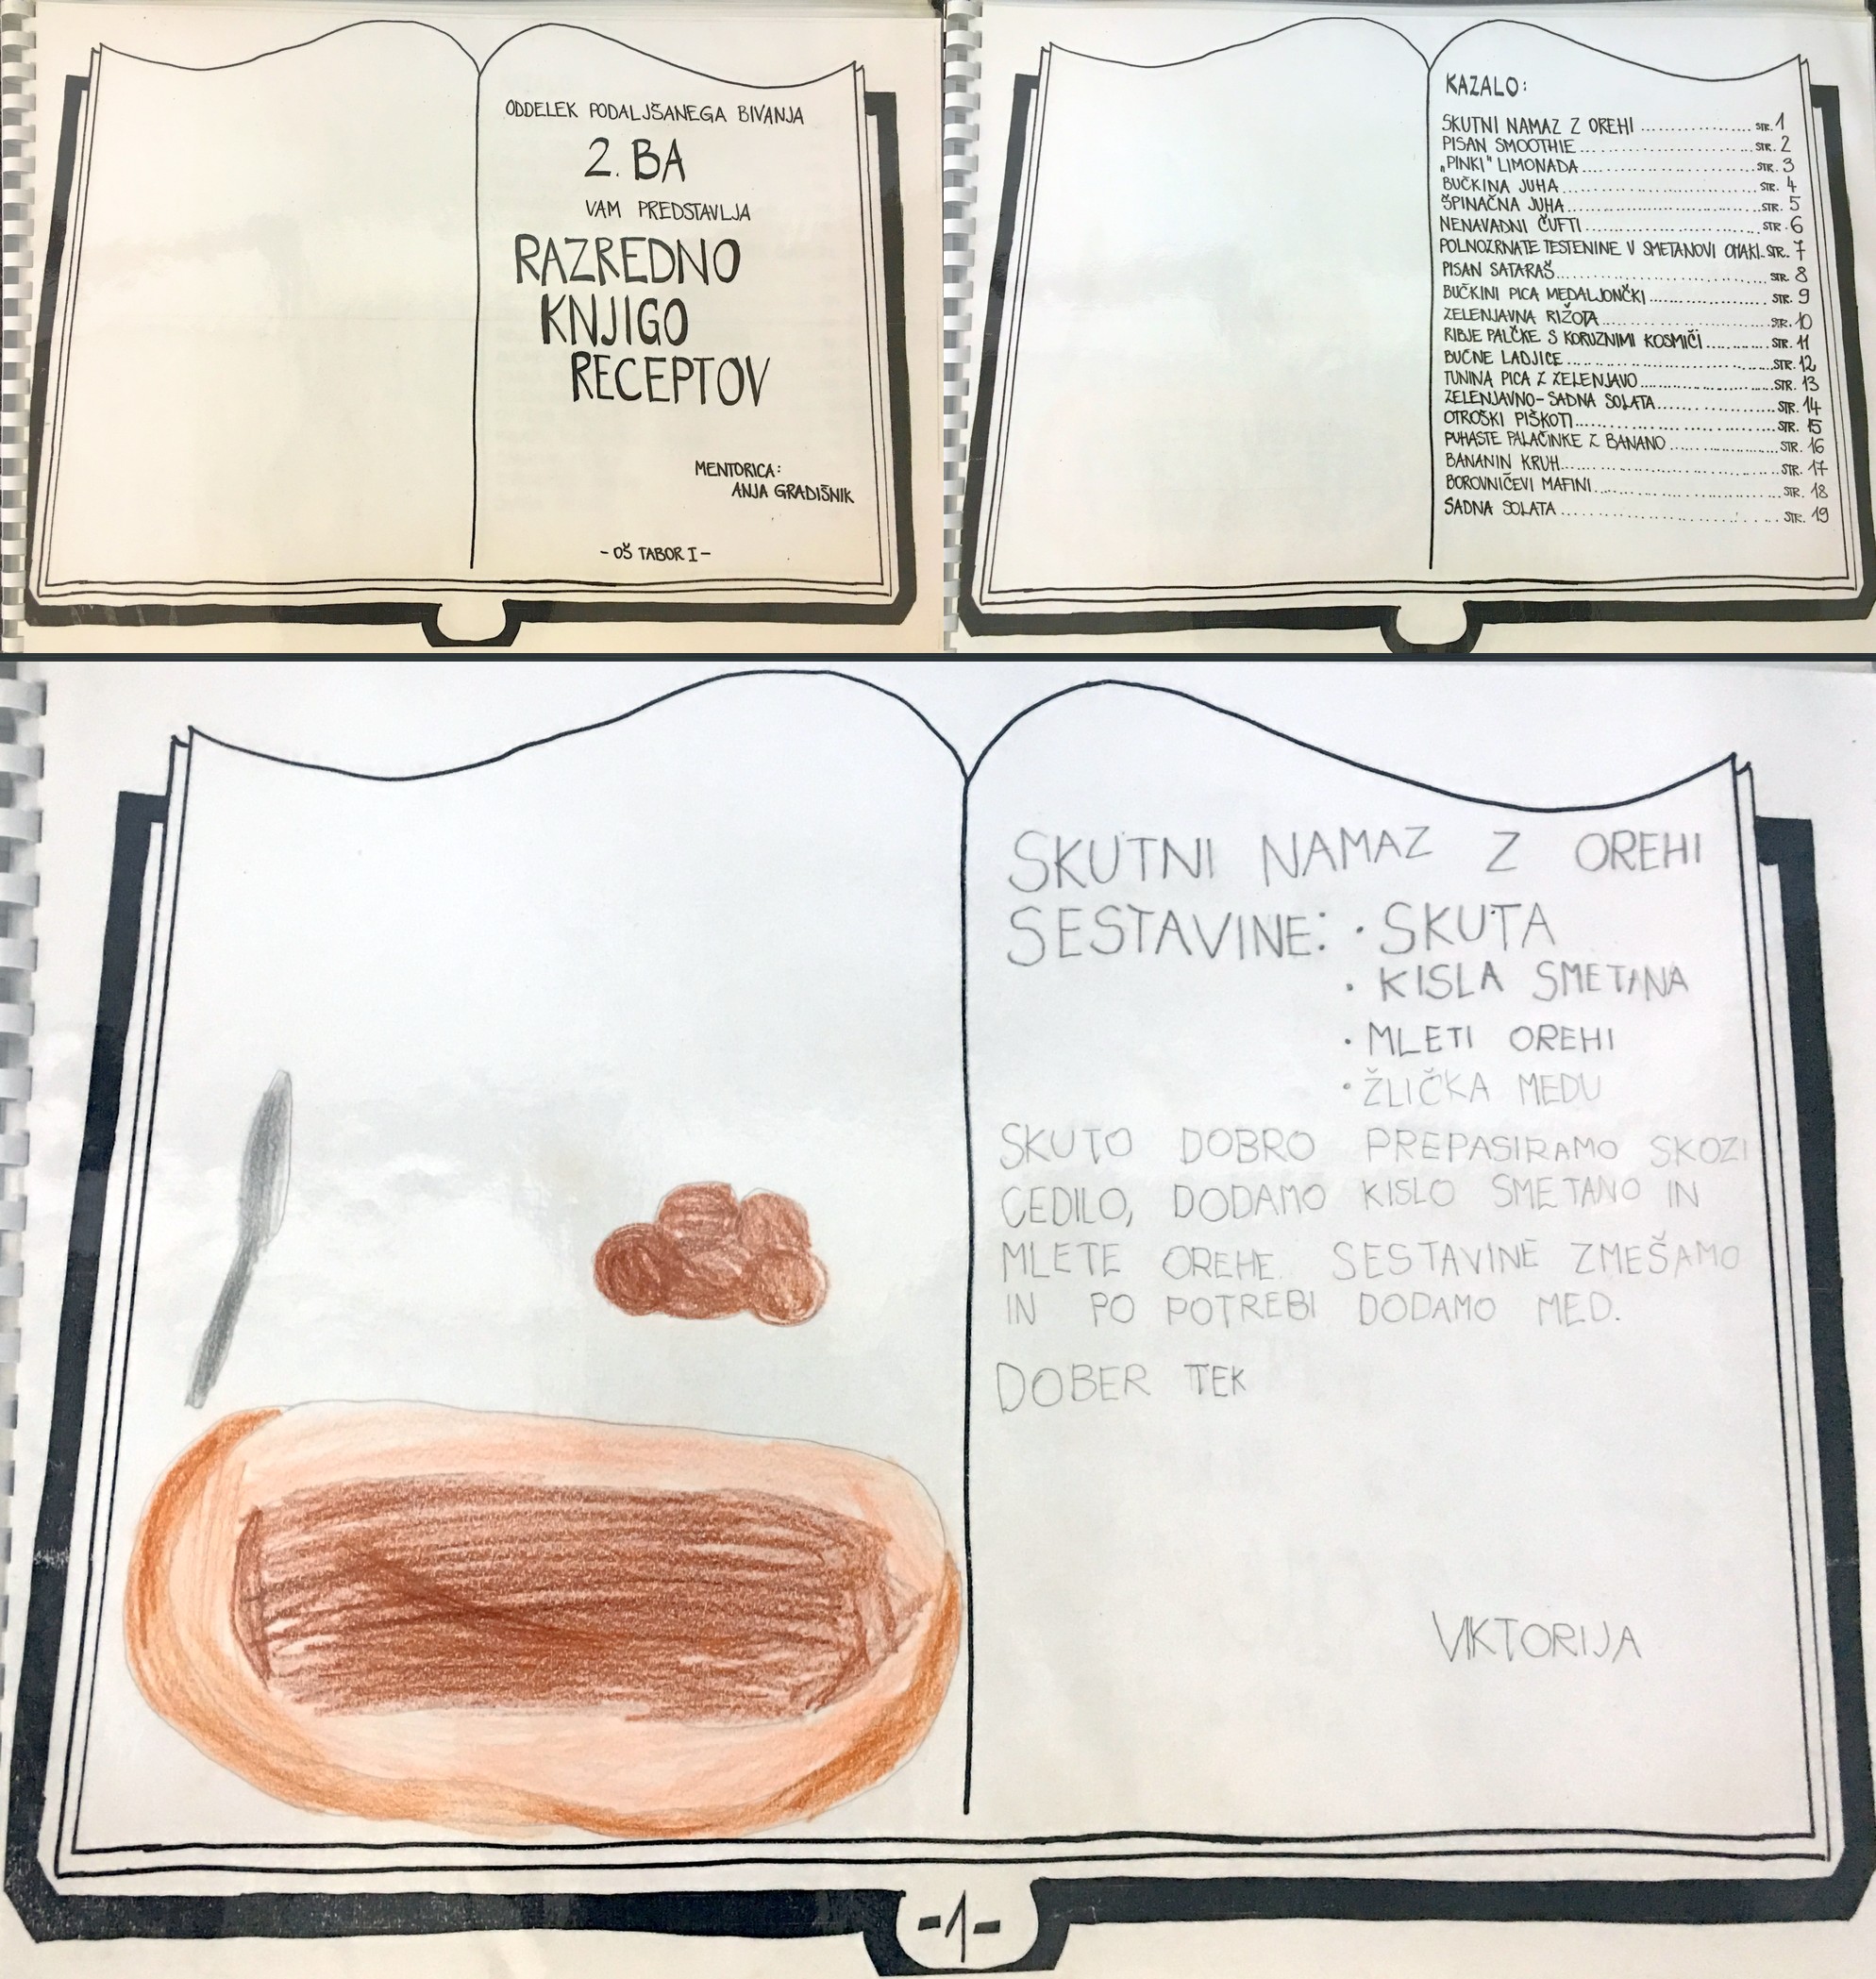 ODDELEK PODALJŠANEGA BIVANJA
2. BA
VAM PREDSTAVLJA
RAZREDNO
KNJIGO
RECEPTOV
MENTORICA:
ANJA GRADIŠNIK
- OŠ TABOR I -
KAZALO:
SKUTNI NAMAZ Z OREHI ................... STR. 1
PISAN SMOOTHIE ................... STR. 2
„PINKI" LIMONADA ................... STR. 3
BUČKINA JUHA ................... STR. 4
ŠPINAČNA JUHA ................... STR. 5
NENAVADNI ČUFTI ................... STR. 6
POLNOZRNATE TESTENINE V SMETANOVI OMAKI.. STR. 7
PISAN SATARAŠ ................... STR. 8
BUČKINI PICA MEDALJONČKI ................... STR. 9
ZELENJAVNA RIŽOTA ................... STR. 10
RIBJE PALČKE S KORUZNIMI KOSMIČI ............ STR. 11
BUČNE LADJICE ................... STR. 12
TUNINA PICA Z ZELENJAVO ................... STR. 13
ZELENJAVNO-SADNA SOLATA ................... STR. 14
OTROŠKI PIŠKOTI ................... STR. 15
PUHASTE PALAČINKE Z BANANO ................... STR. 16
BANANIN KRUH ................... STR. 17
BOROVNIČEVI MAFINI ................... STR. 18
SADNA SOLATA ................... STR. 19
SKUTNI NAMAZ Z OREHI
SESTAVINE: • SKUTA
• KISLA SMETANA
• MLETI OREHI
• ŽLIČKA MEDU
SKUTO DOBRO PREPASIRAMO SKOZI
CEDILO, DODAMO KISLO SMETANO IN
MLETE OREHE. SESTAVINE ZMEŠAMO
IN PO POTREBI DODAMO MED.
DOBER TEK
VIKTORIJA
-1-